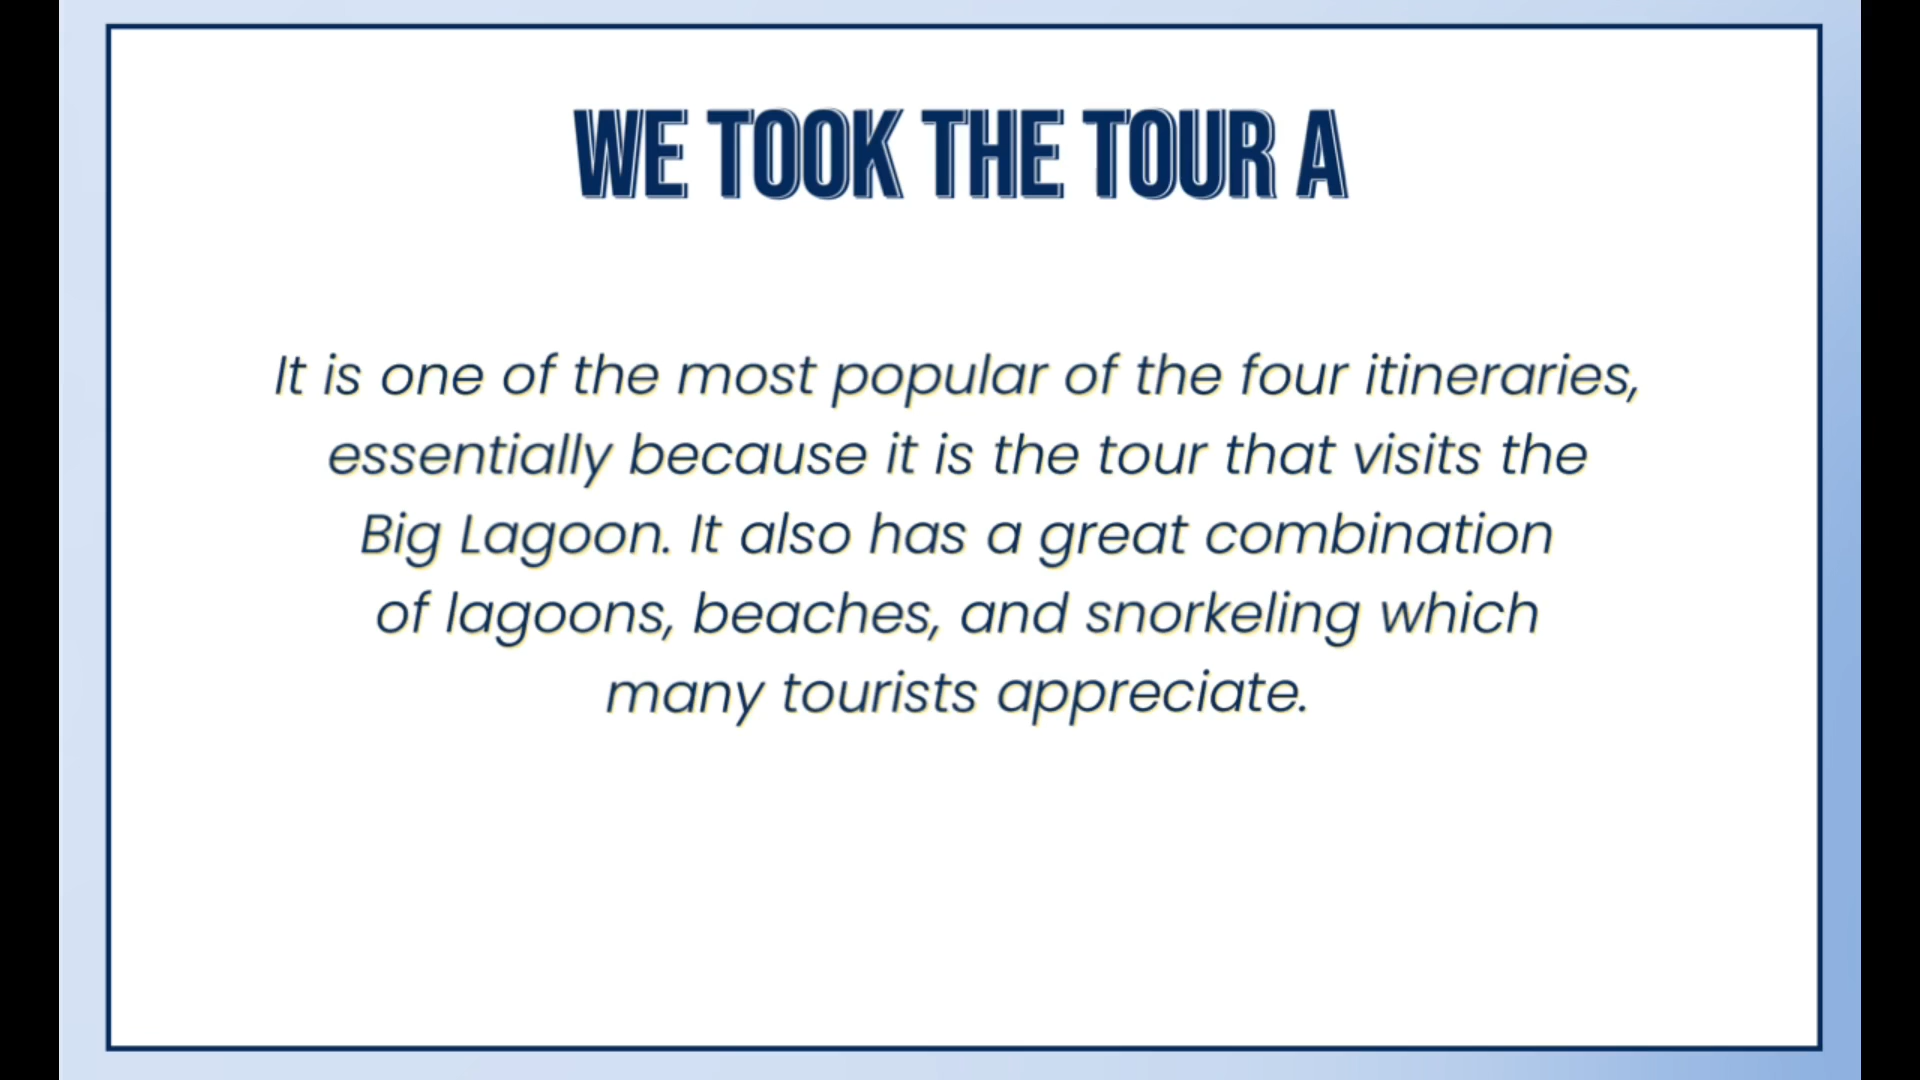 WE TOOK THE TOUR A
It is one of the most popular of the four itineraries,
essentially because it is the tour that visits the
Big Lagoon. It also has a great combination
of lagoons, beaches, and snorkeling which
many tourists appreciate.